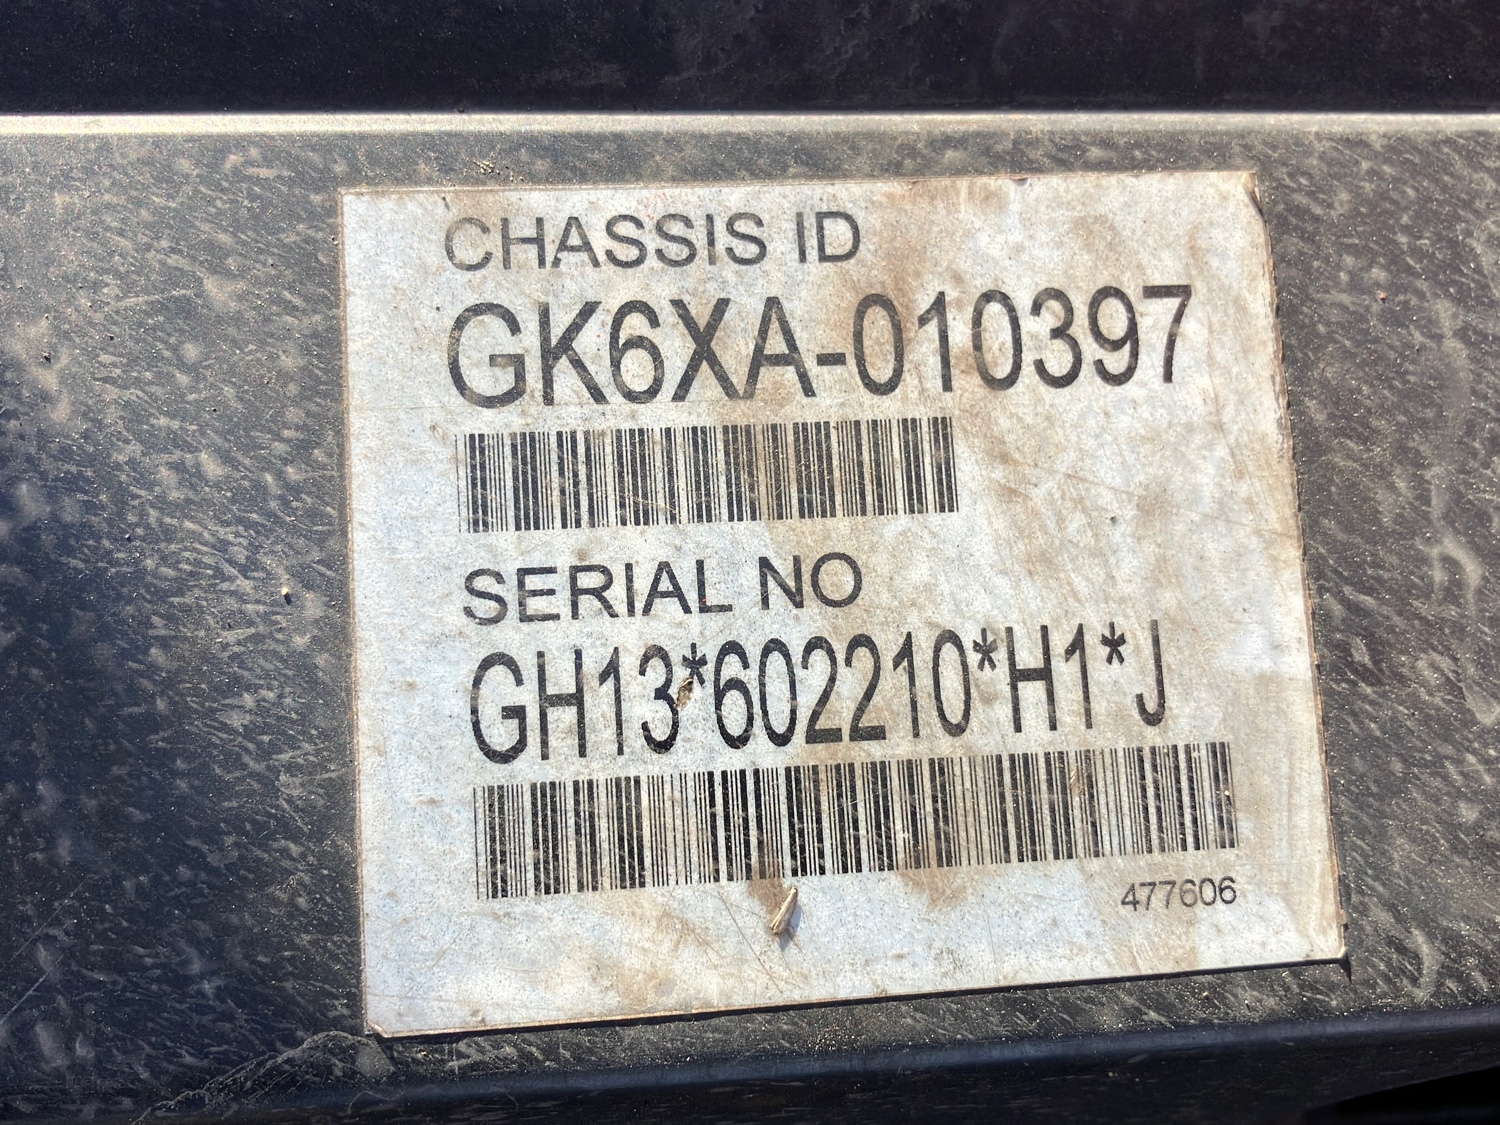 CHASSIS ID
GK6XA-010397
SERIAL NO
GH13*602210*H1*J
477606